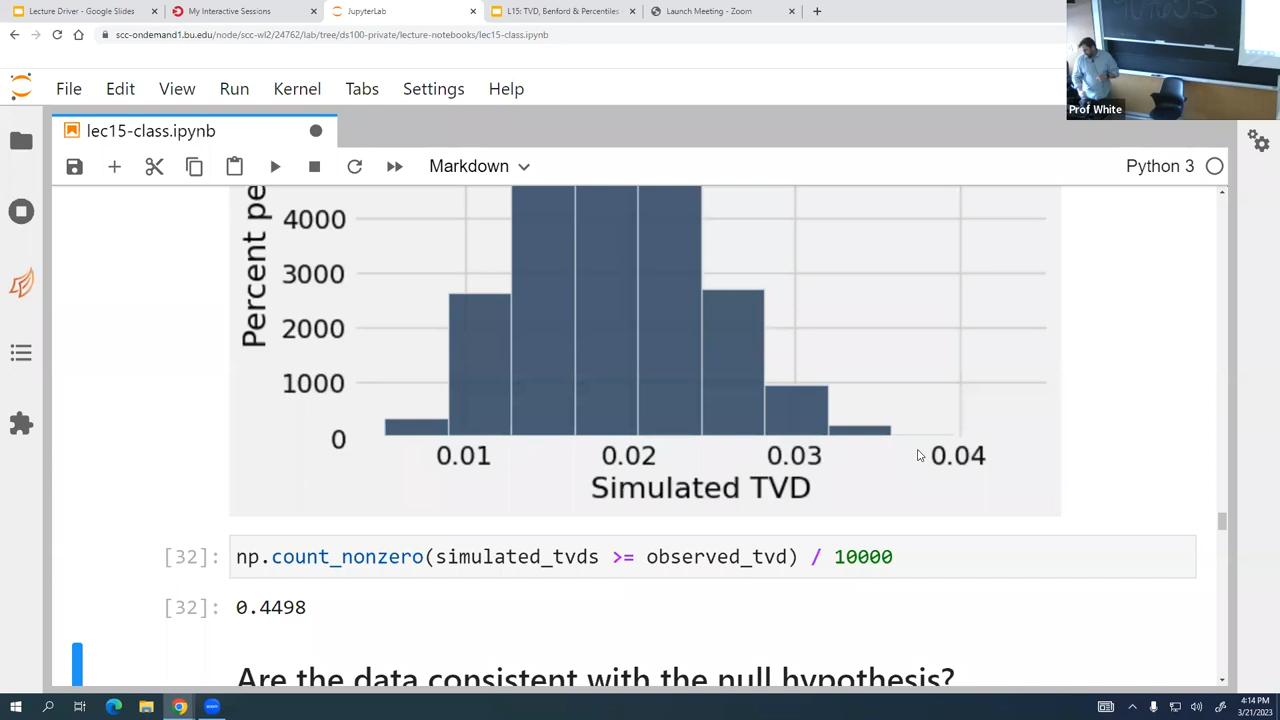 Lecture Driver - Google Slides
My Interactive Sessions
JupyterLab
L15: TVD, Benford & Percentiles
Launch Meeting - Zoom
scc-ondemand1.bu.edu/node/scc-wl2/24762/lab/tree/ds100-private/lecture-notebooks/lec15-class.ipynb
Prof White
File Edit View Run Kernel Tabs Settings Help
lec15-class.ipynb
Markdown
Python 3
Percent pe
4000
3000
2000
1000
0
0.01 0.02 0.03 0.04
Simulated TVD
[32]: np.count_nonzero(simulated_tvds >= observed_tvd) / 10000
[32]: 0.4498
Are the data consistent with the null hypothesis?
4:14 PM
3/21/2023